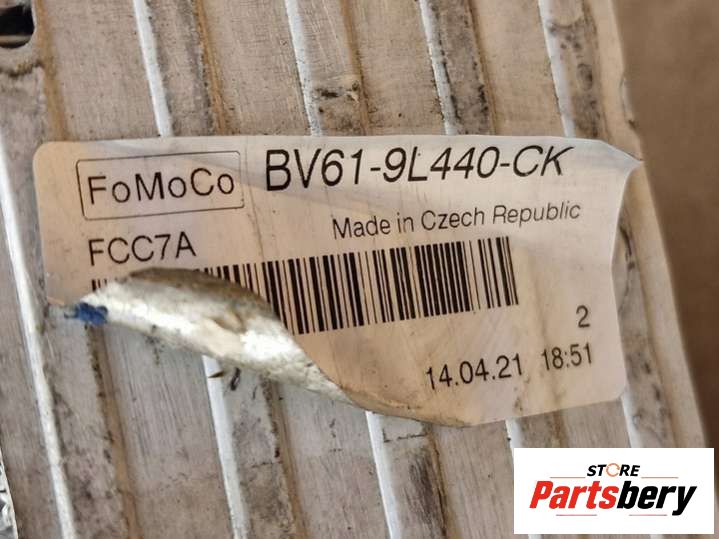 FoMoCo
BV61-9L440-CK
Made in Czech Republic
FCC7A
2
14.04.21 18:51
STORE
Partsbery